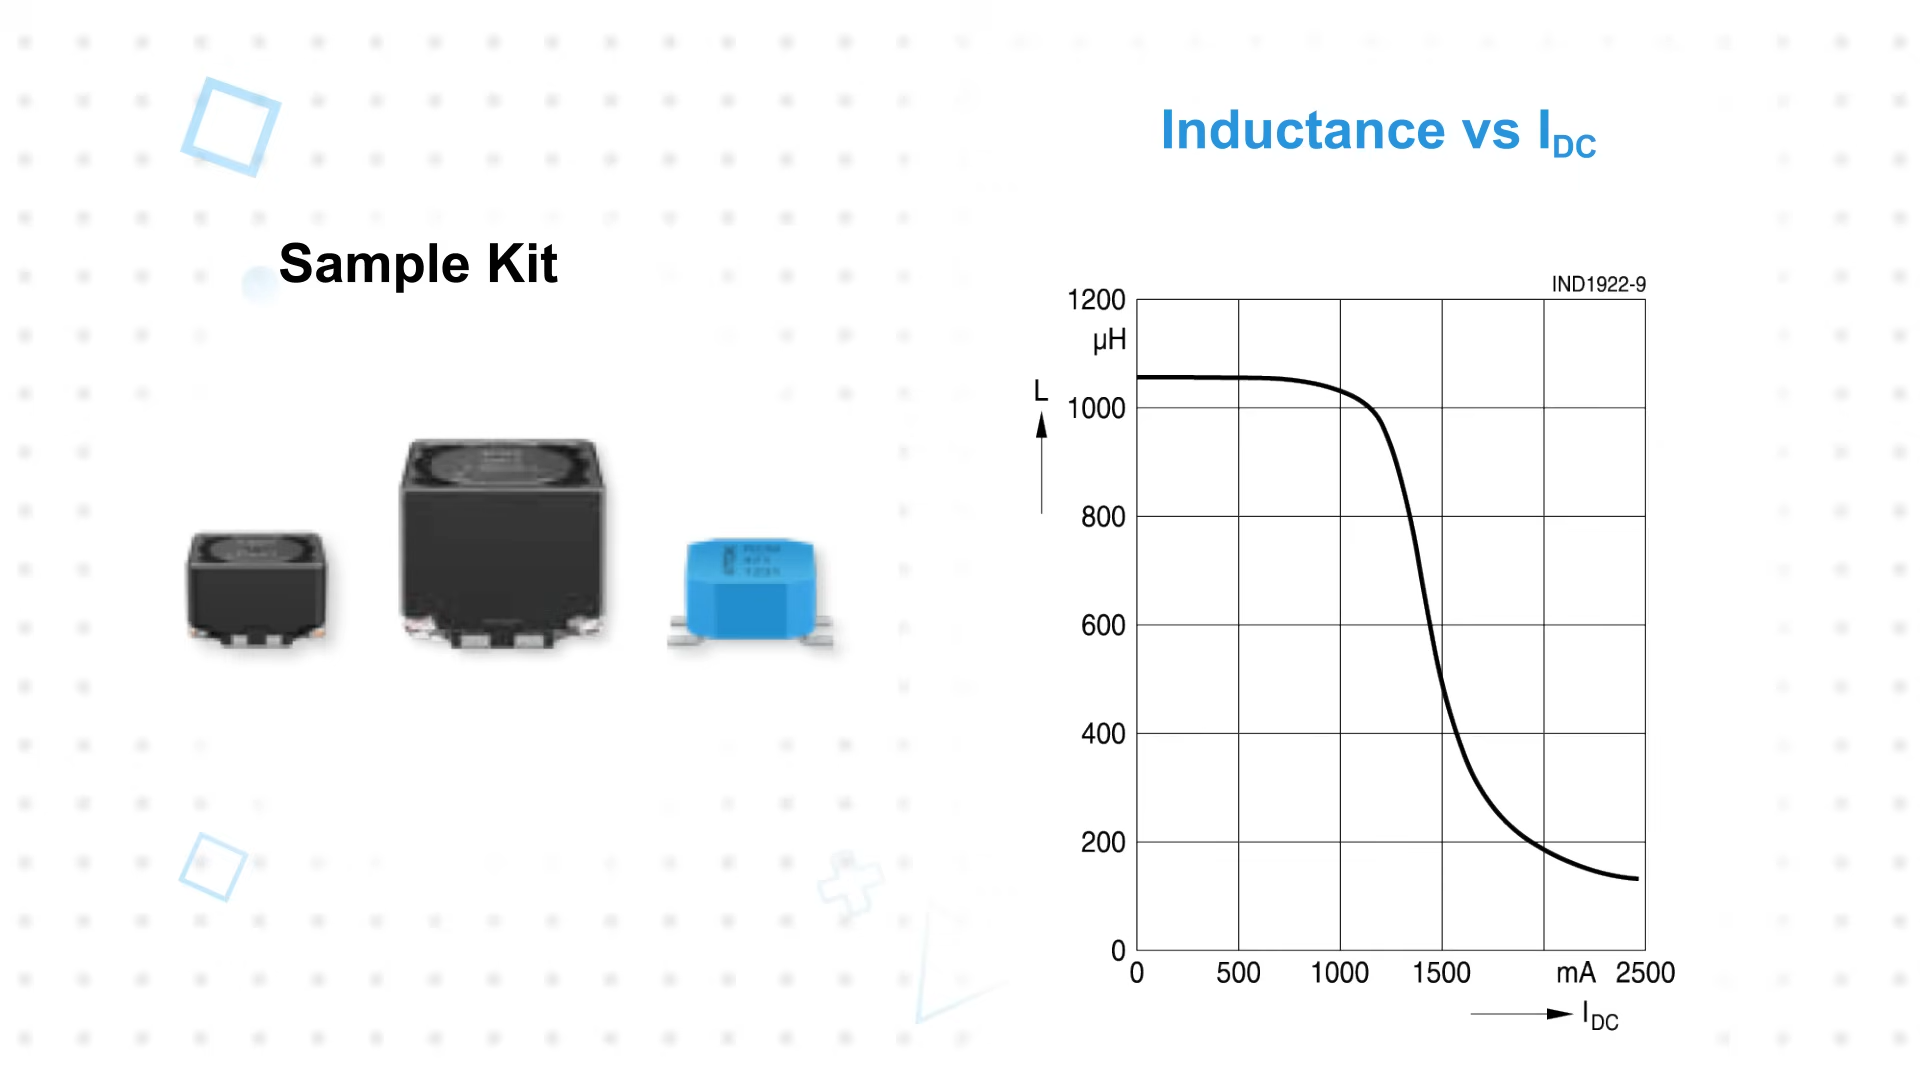 Sample Kit
Inductance vs IDC
IND1922-9
1200
µH
L
1000
800
600
400
200
0
0 500 1000 1500 mA 2500
IDC